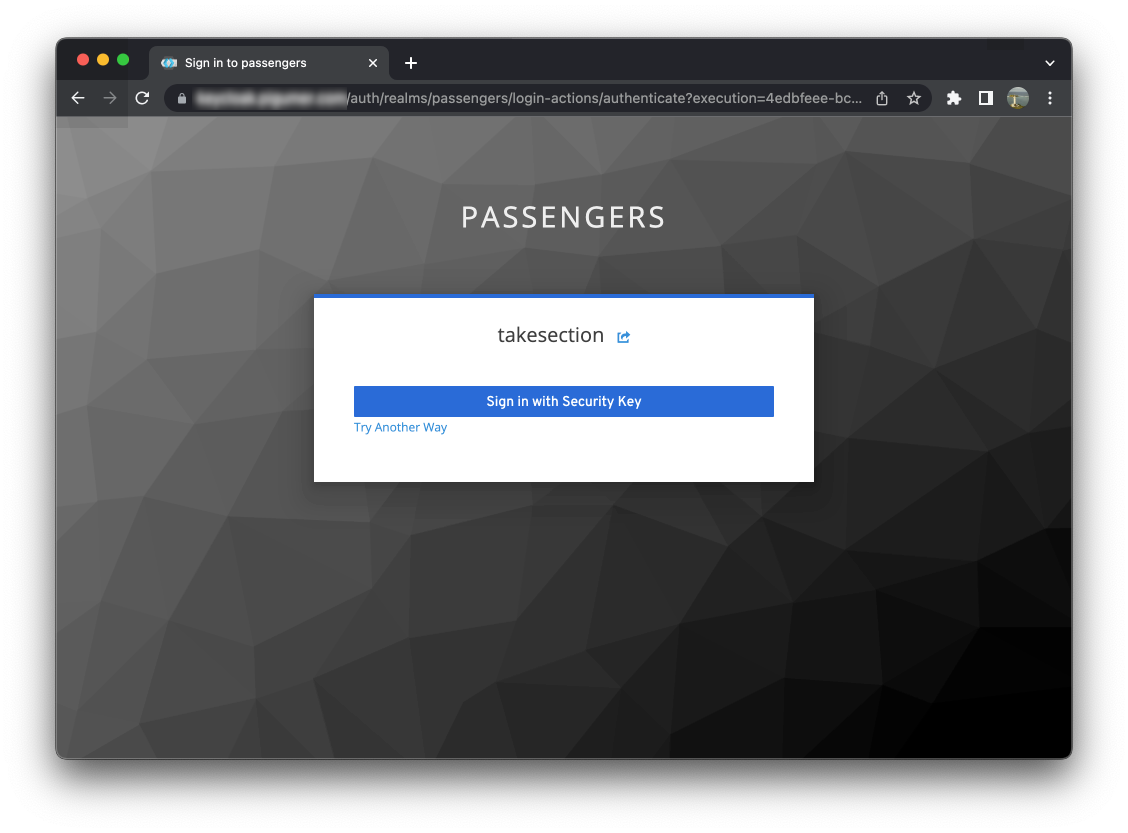 Sign in to passengers
/auth/realms/passengers/login-actions/authenticate?execution=4edbfeee-bc...
PASSENGERS
takesection
Sign in with Security Key
Try Another Way